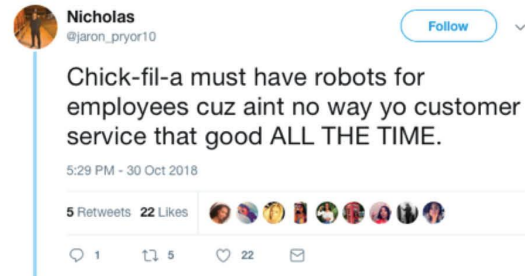 Nicholas
@jaron_pryor10
Follow
Chick-fil-a must have robots for
employees cuz aint no way yo customer
service that good ALL THE TIME.
5:29 PM - 30 Oct 2018
5 Retweets 22 Likes
1 5 22